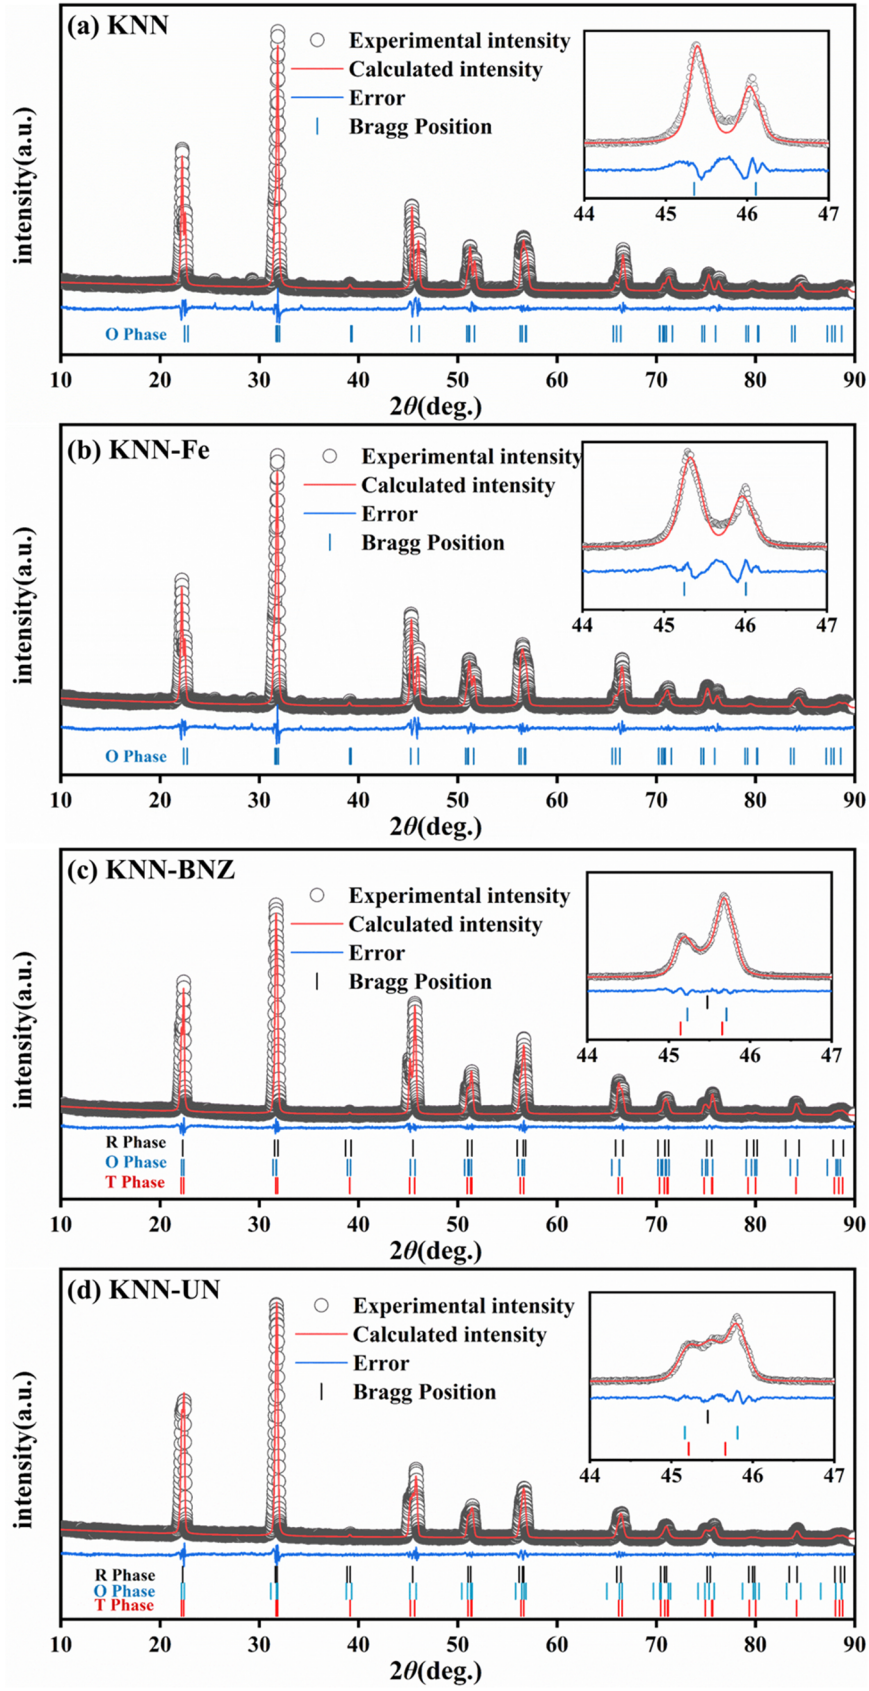 (a) KNN
Experimental intensity
Calculated intensity
Error
Bragg Position
44 45 46 47
intensity(a.u.)
O Phase
10 20 30 40 50 60 70 80 90
2θ(deg.)
(b) KNN-Fe
Experimental intensity
Calculated intensity
Error
Bragg Position
44 45 46 47
intensity(a.u.)
O Phase
10 20 30 40 50 60 70 80 90
2θ(deg.)
(c) KNN-BNZ
Experimental intensity
Calculated intensity
Error
Bragg Position
44 45 46 47
intensity(a.u.)
R Phase
O Phase
T Phase
10 20 30 40 50 60 70 80 90
2θ(deg.)
(d) KNN-UN
Experimental intensity
Calculated intensity
Error
Bragg Position
44 45 46 47
intensity(a.u.)
R Phase
O Phase
T Phase
10 20 30 40 50 60 70 80 90
2θ(deg.)